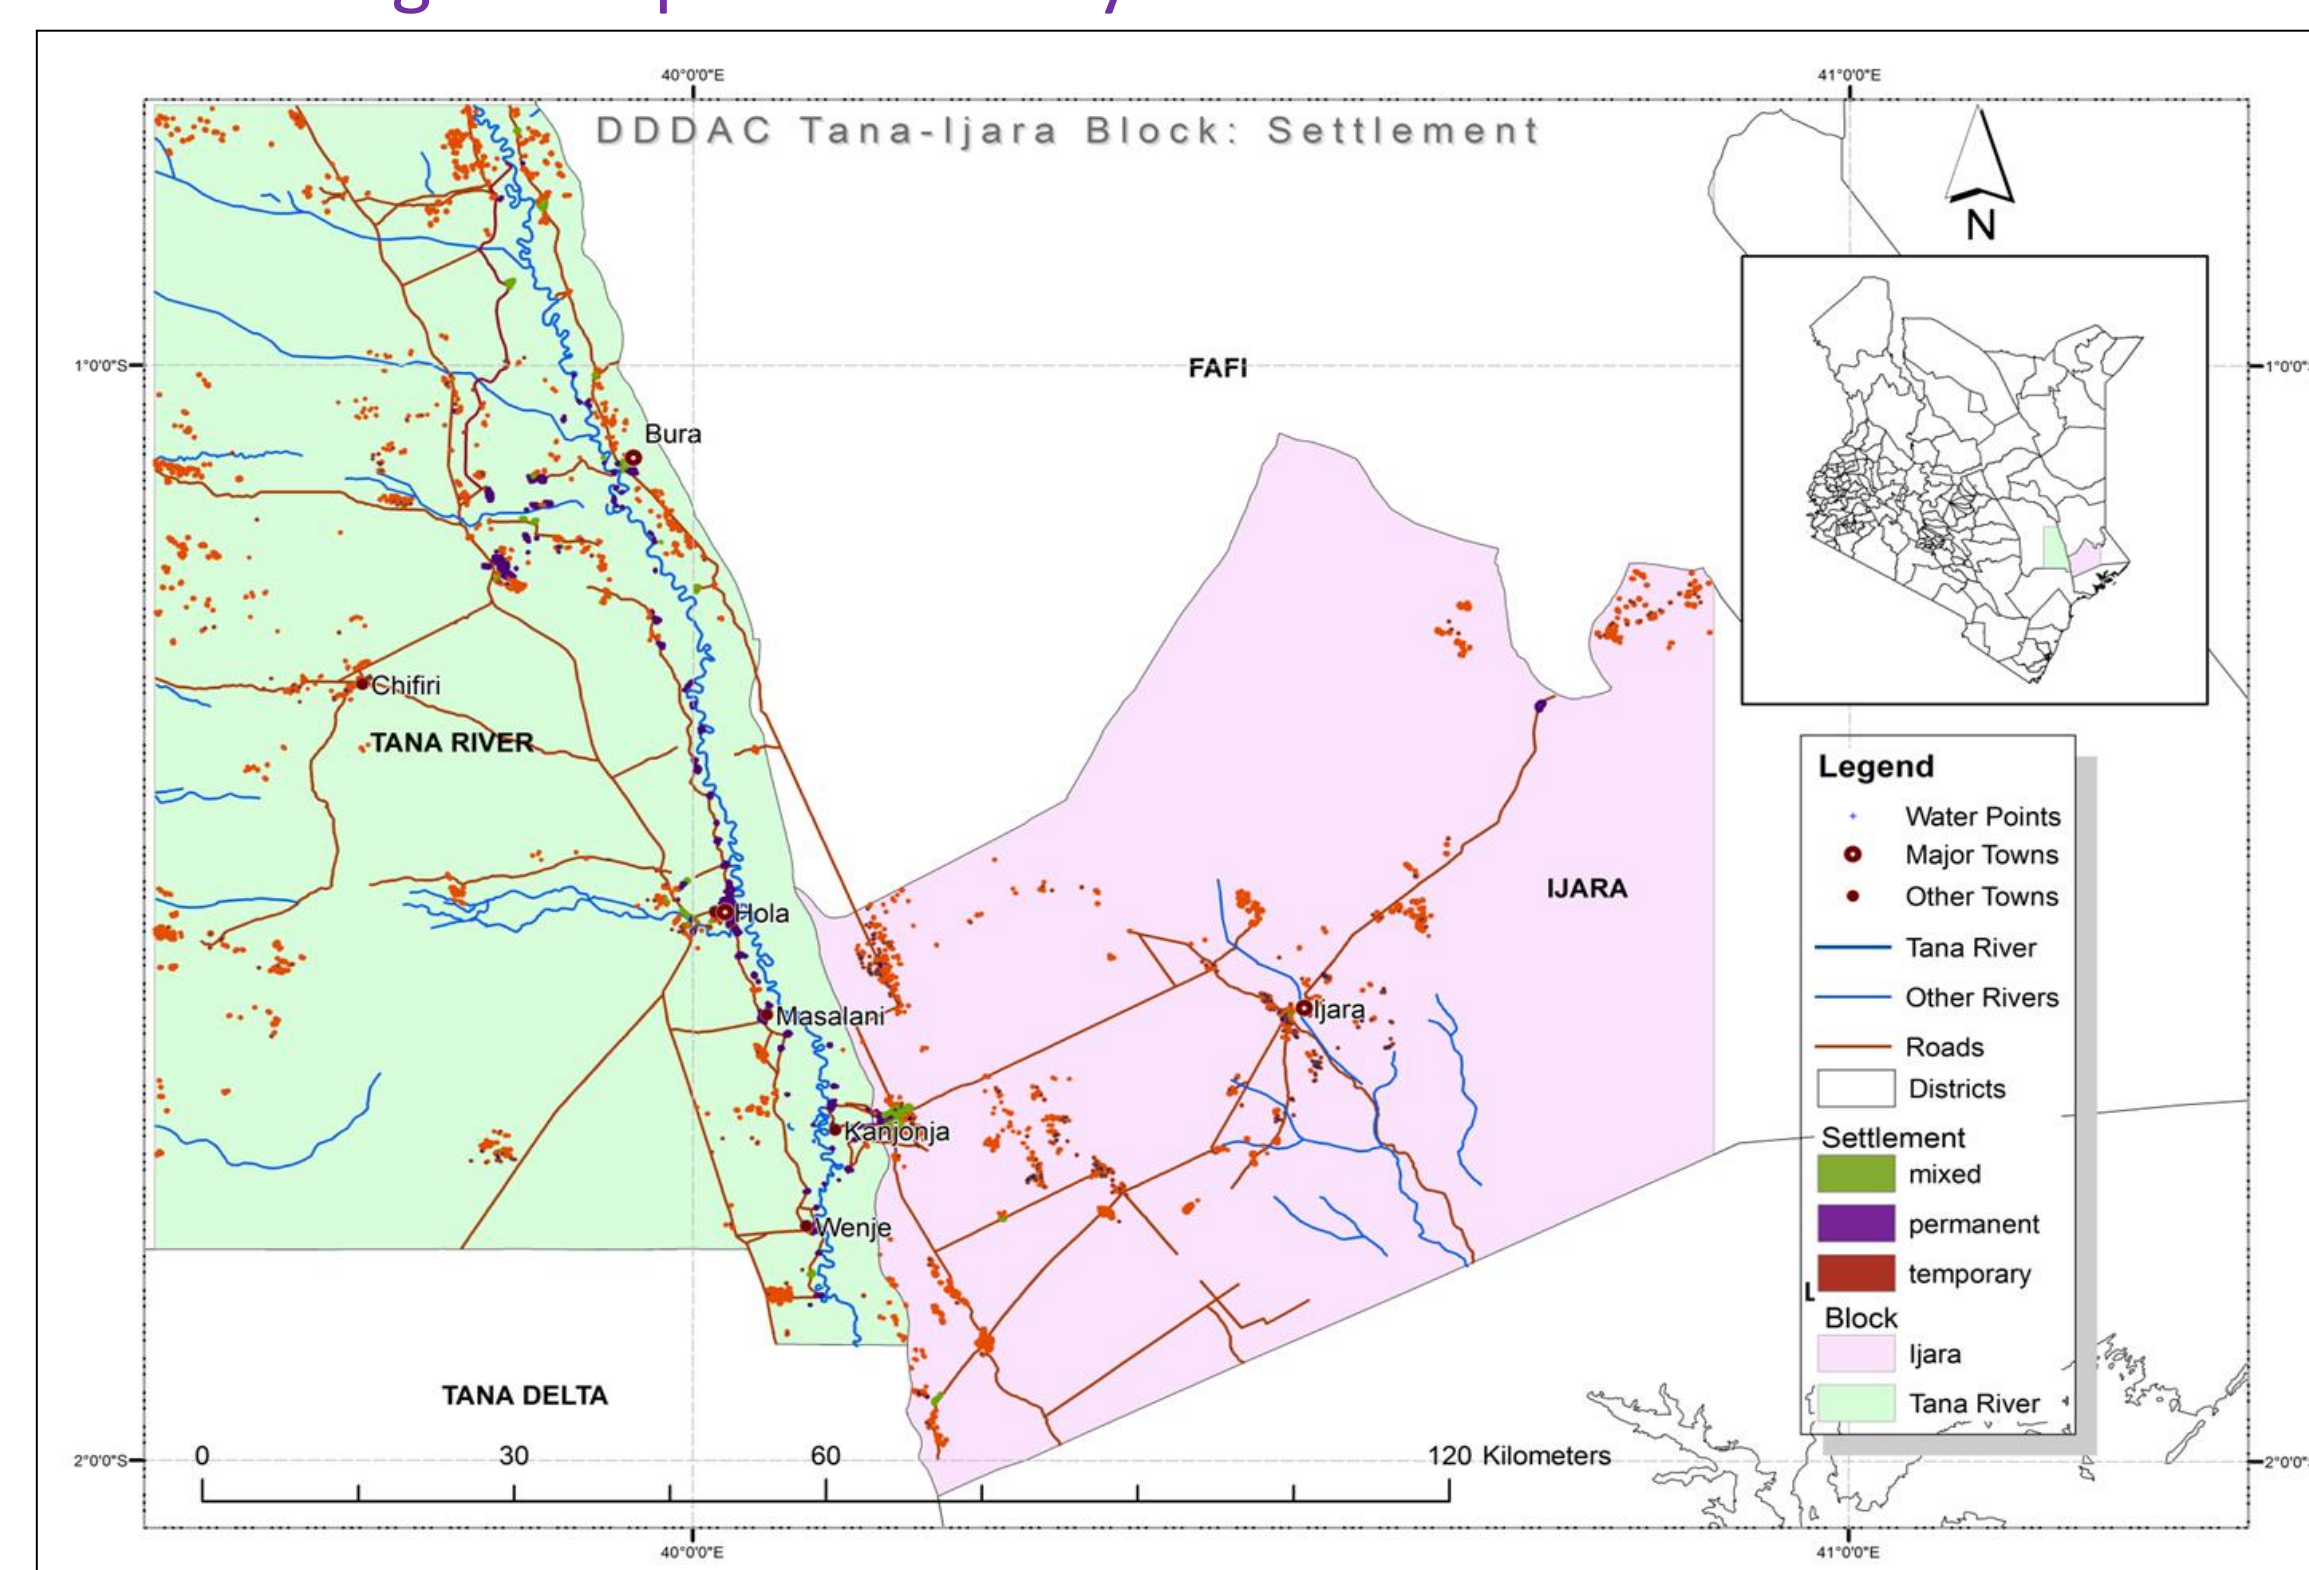 40°0'0"E
41°0'0"E
DDDAC Tana-Ijara Block: Settlement
N
1°0'0"S
1°0'0"
FAFI
Bura
Chifiri
TANA RIVER
Hola
IJARA
Masalani
Ijara
Kanjonja
Wenje
TANA DELTA
Legend
Water Points
Major Towns
Other Towns
Tana River
Other Rivers
Roads
Districts
Settlement
mixed
permanent
temporary
L
Block
Ijara
Tana River
0 30 60 120 Kilometers
2°0'0"S
2°0'0"
40°0'0"E
41°0'0"E